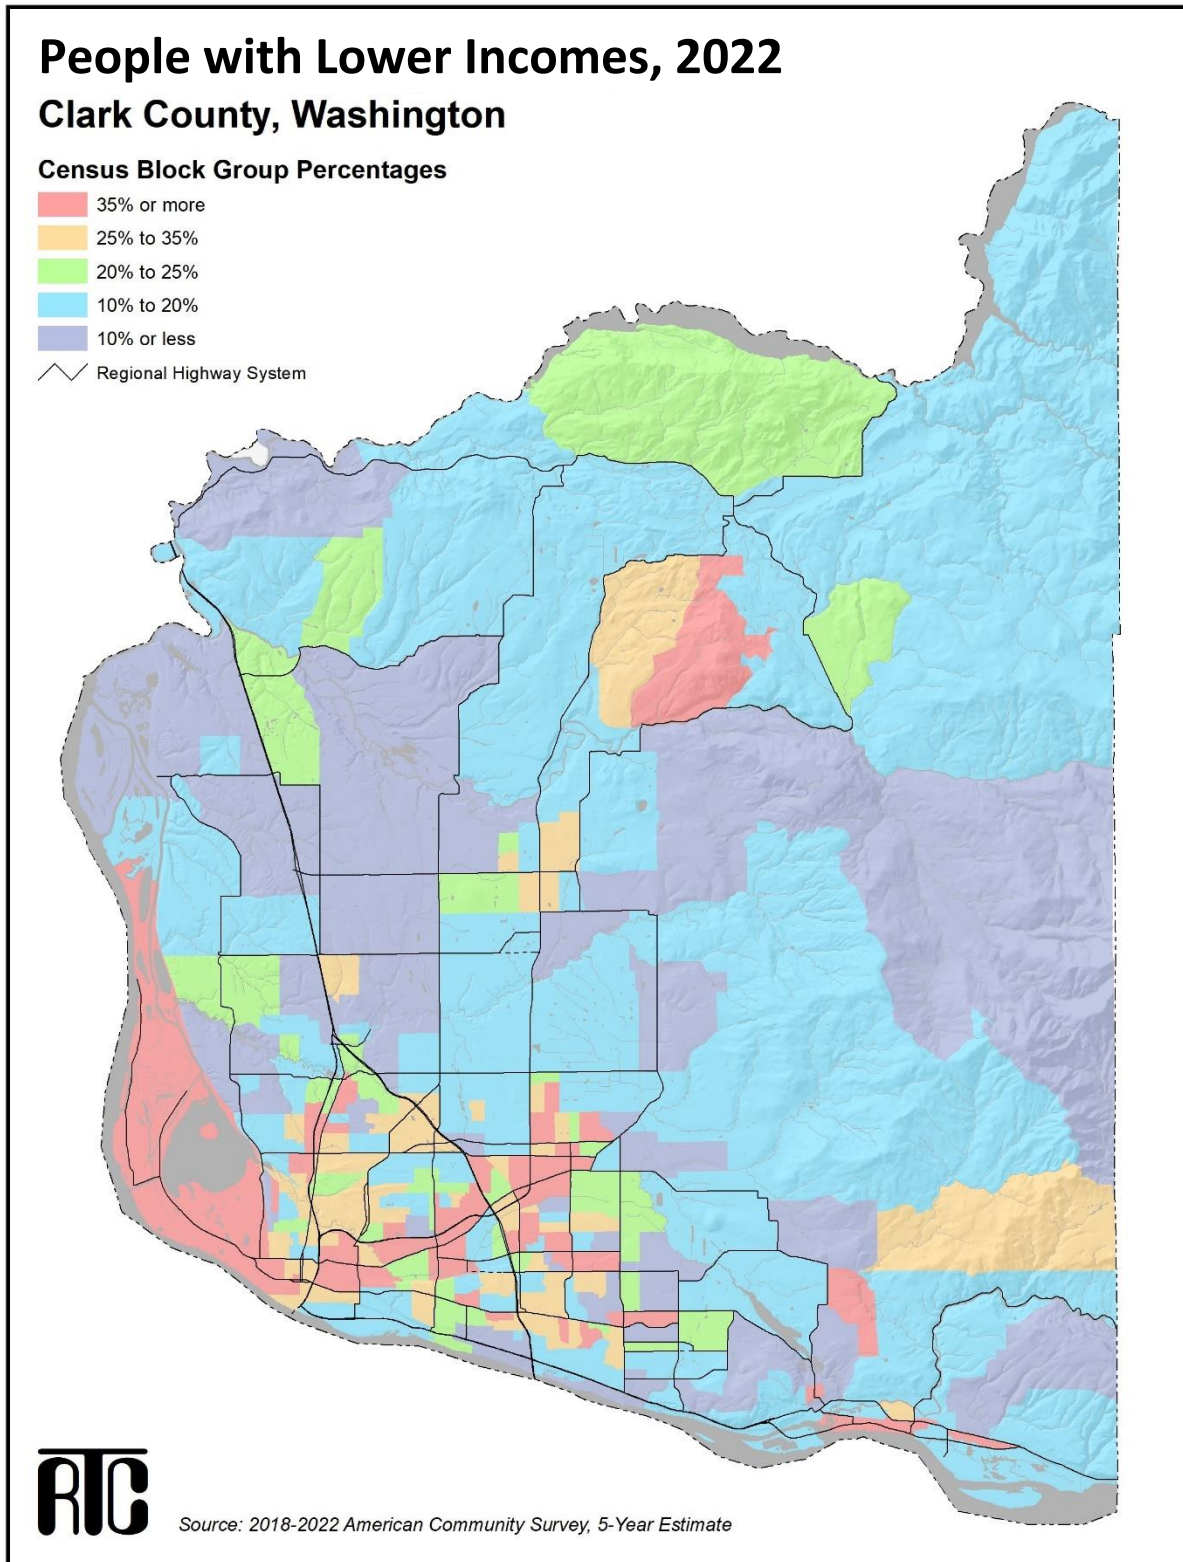 People with Lower Incomes, 2022
Clark County, Washington
Census Block Group Percentages
35% or more
25% to 35%
20% to 25%
10% to 20%
10% or less
Regional Highway System
RTC
Source: 2018-2022 American Community Survey, 5-Year Estimate